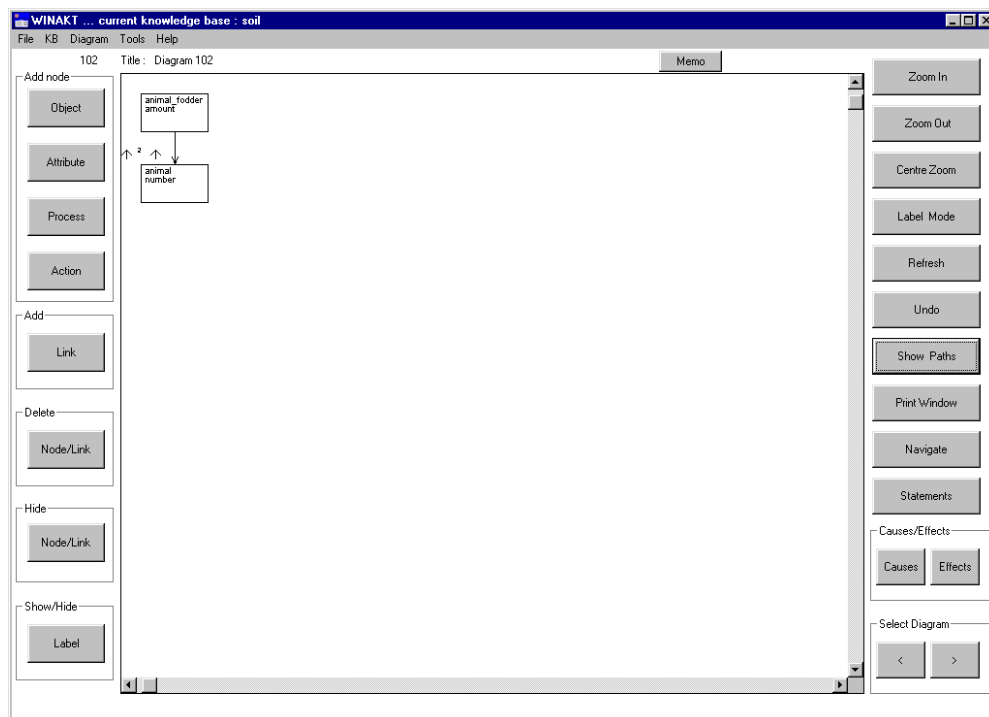 WINAKT ... current knowledge base : soil
File KB Diagram Tools Help
102 Title : Diagram 102 Memo
Add node
Object
Attribute
Process
Action
Add
Link
Delete
Node/Link
Hide
Node/Link
Show/Hide
Label
animal_fodder
amount
2
animal
number
Zoom In
Zoom Out
Centre Zoom
Label Mode
Refresh
Undo
Show Paths
Print Window
Navigate
Statements
Causes/Effects
Causes Effects
Select Diagram
< >